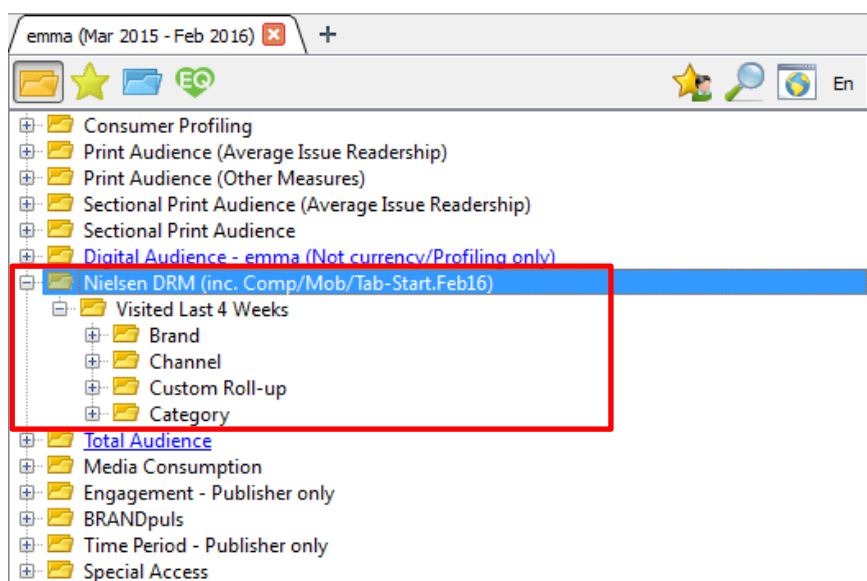 emma (Mar 2015 - Feb 2016)
EQ
En
Consumer Profiling
Print Audience (Average Issue Readership)
Print Audience (Other Measures)
Sectional Print Audience (Average Issue Readership)
Sectional Print Audience
Digital Audience - emma (Not currency/Profiling only)
Nielsen DRM (inc. Comp/Mob/Tab-Start.Feb16)
Visited Last 4 Weeks
Brand
Channel
Custom Roll-up
Category
Total Audience
Media Consumption
Engagement - Publisher only
BRANDpuls
Time Period - Publisher only
Special Access